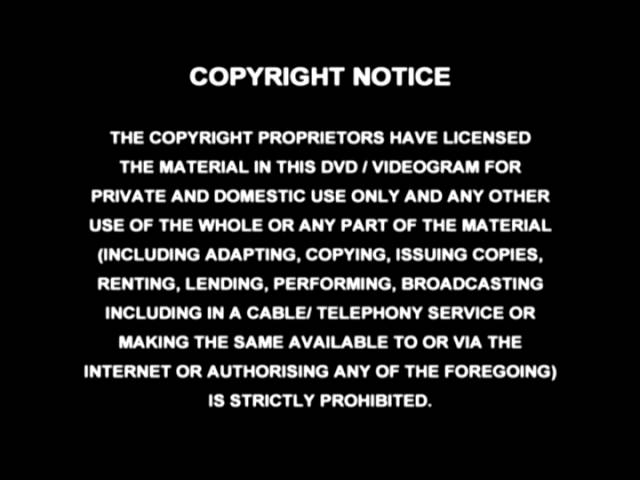 COPYRIGHT NOTICE
THE COPYRIGHT PROPRIETORS HAVE LICENSED
THE MATERIAL IN THIS DVD / VIDEOGRAM FOR
PRIVATE AND DOMESTIC USE ONLY AND ANY OTHER
USE OF THE WHOLE OR ANY PART OF THE MATERIAL
(INCLUDING ADAPTING, COPYING, ISSUING COPIES,
RENTING, LENDING, PERFORMING, BROADCASTING
INCLUDING IN A CABLE/ TELEPHONY SERVICE OR
MAKING THE SAME AVAILABLE TO OR VIA THE
INTERNET OR AUTHORISING ANY OF THE FOREGOING)
IS STRICTLY PROHIBITED.